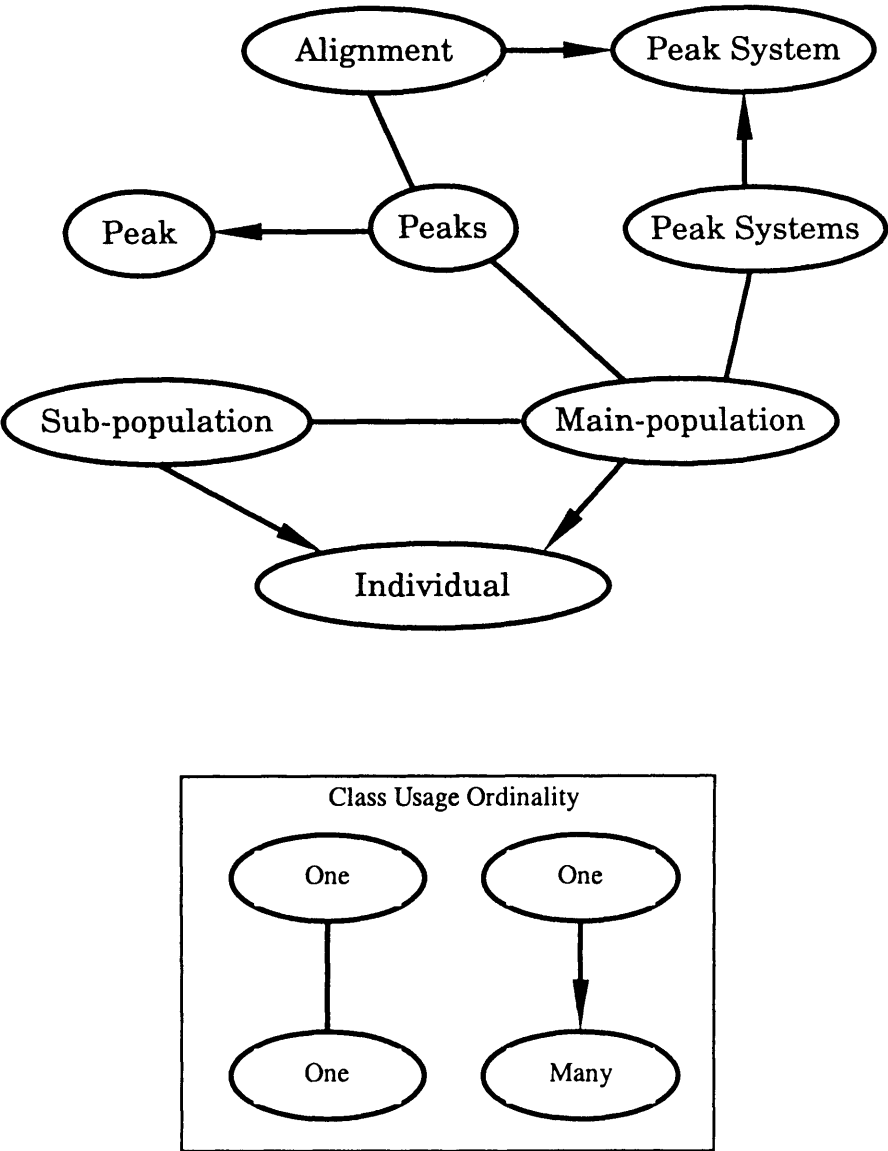 Alignment
Peak System
Peak
Peaks
Peak Systems
Sub-population
Main-population
Individual
Class Usage Ordinality
One
One
One
Many